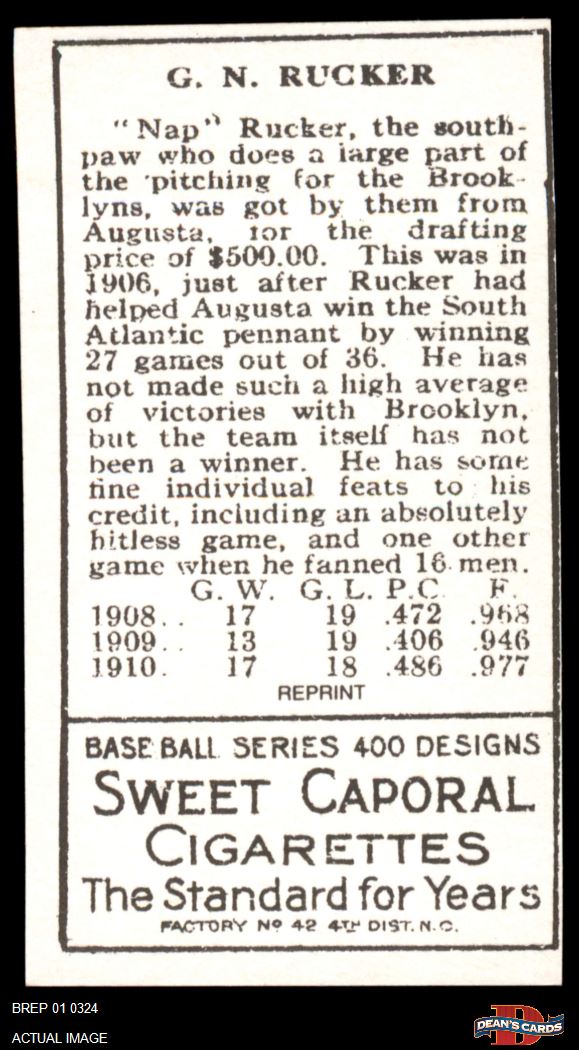 G. N. RUCKER
"Nap" Rucker, the south-
paw who does a large part of
the pitching for the Brook-
lyns, was got by them from
Augusta, for the drafting
price of $500.00. This was in
1906, just after Rucker had
helped Augusta win the South
Atlantic pennant by winning
27 games out of 36. He has
not made such a high average
of victories with Brooklyn,
but the team itself has not
been a winner. He has some
fine individual feats to his
credit, including an absolutely
hitless game, and one other
game when he fanned 16 men.
G. W. G. L. P.C. F.
1908.. 17 19 .472 .968
1909.. 13 19 .406 .946
1910. 17 18 .486 .977
REPRINT
BASE BALL SERIES 400 DESIGNS
SWEET CAPORAL
CIGARETTES
The Standard for Years
FACTORY Nº 42 4TH DIST. N.C.
BREP 01 0324
ACTUAL IMAGE
D
DEAN'S CARDS